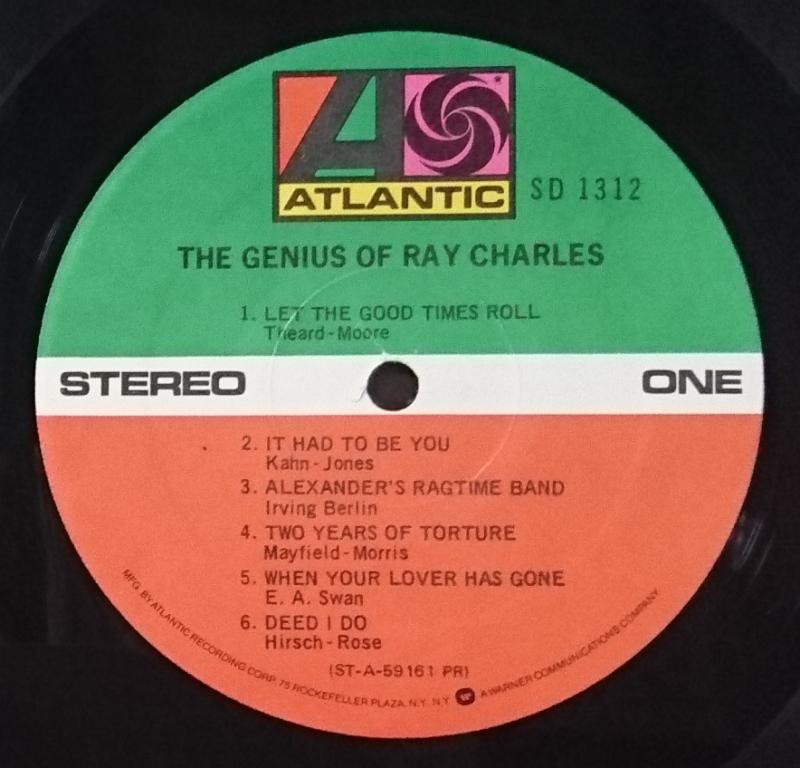 ATLANTIC
SD 1312
THE GENIUS OF RAY CHARLES
1. LET THE GOOD TIMES ROLL
Theard-Moore
STEREO
ONE
2. IT HAD TO BE YOU
Kahn-Jones
3. ALEXANDER'S RAGTIME BAND
Irving Berlin
4. TWO YEARS OF TORTURE
Mayfield-Morris
5. WHEN YOUR LOVER HAS GONE
E. A. Swan
6. DEED I DO
Hirsch-Rose
(ST-A-59161 PR)
MFG. BY ATLANTIC RECORDING CORP. 75 ROCKEFELLER PLAZA, N.Y. N.Y. W A WARNER COMMUNICATIONS COMPANY